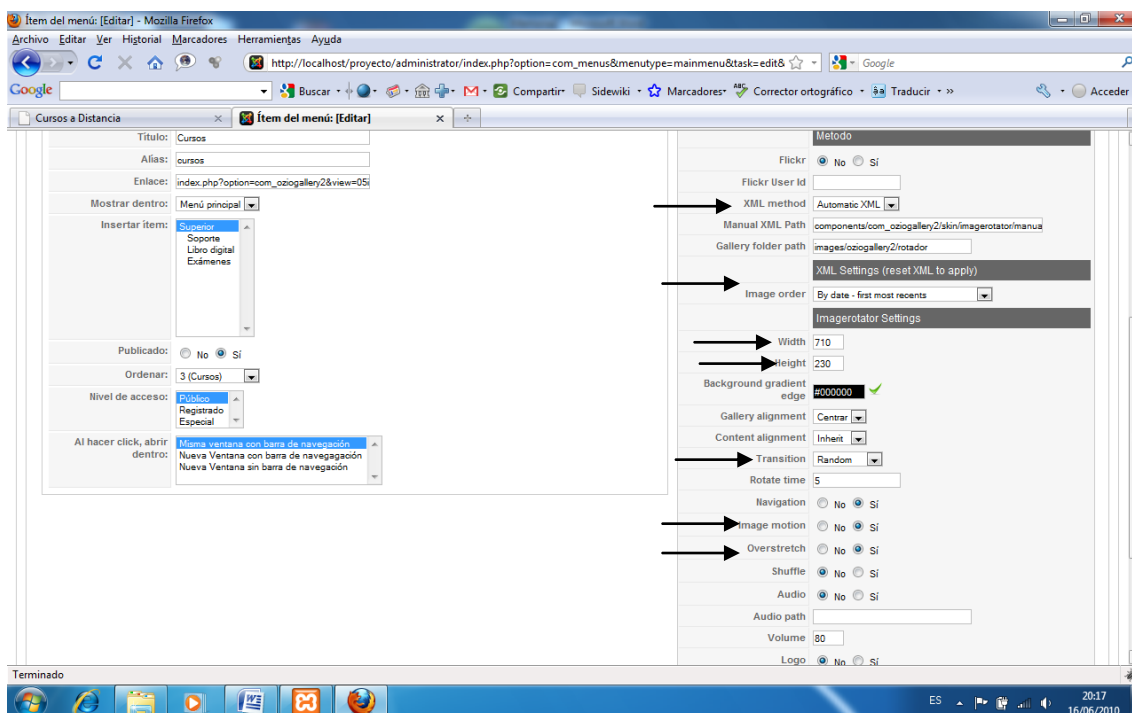 Ítem del menú: [Editar] - Mozilla Firefox
Archivo Editar Ver Historial Marcadores Herramientas Ayuda
http://localhost/proyecto/administrator/index.php?option=com_menus&menutype=mainmenu&task=edit& Google
Google Buscar Compartir Sidewiki Marcadores Corrector ortográfico Traducir » Acceder
Cursos a Distancia Ítem del menú: [Editar]
Título: Cursos
Alias: cursos
Enlace: index.php?option=com_oziogallery2&view=05i
Mostrar dentro: Menú principal
Insertar ítem: Superior
Soporte
Libro digital
Exámenes
Publicado: No Sí
Ordenar: 3 (Cursos)
Nivel de acceso: Público
Registrado
Especial
Al hacer click, abrir dentro: Misma ventana con barra de navegación
Nueva Ventana con barra de navegagación
Nueva Ventana sin barra de navegación
Metodo
Flickr No Sí
Flickr User Id
XML method Automatic XML
Manual XML Path components/com_oziogallery2/skin/imagerotator/manua
Gallery folder path images/oziogallery2/rotador
XML Settings (reset XML to apply)
Image order By date - first most recents
Imagerotator Settings
Width 710
Height 230
Background gradient
edge #000000
Gallery alignment Centrar
Content alignment Inherit
Transition Random
Rotate time 5
Navigation No Sí
Image motion No Sí
Overstretch No Sí
Shuffle No Sí
Audio No Sí
Audio path
Volume 80
Logo No Sí
Terminado
ES 20:17
16/06/2010